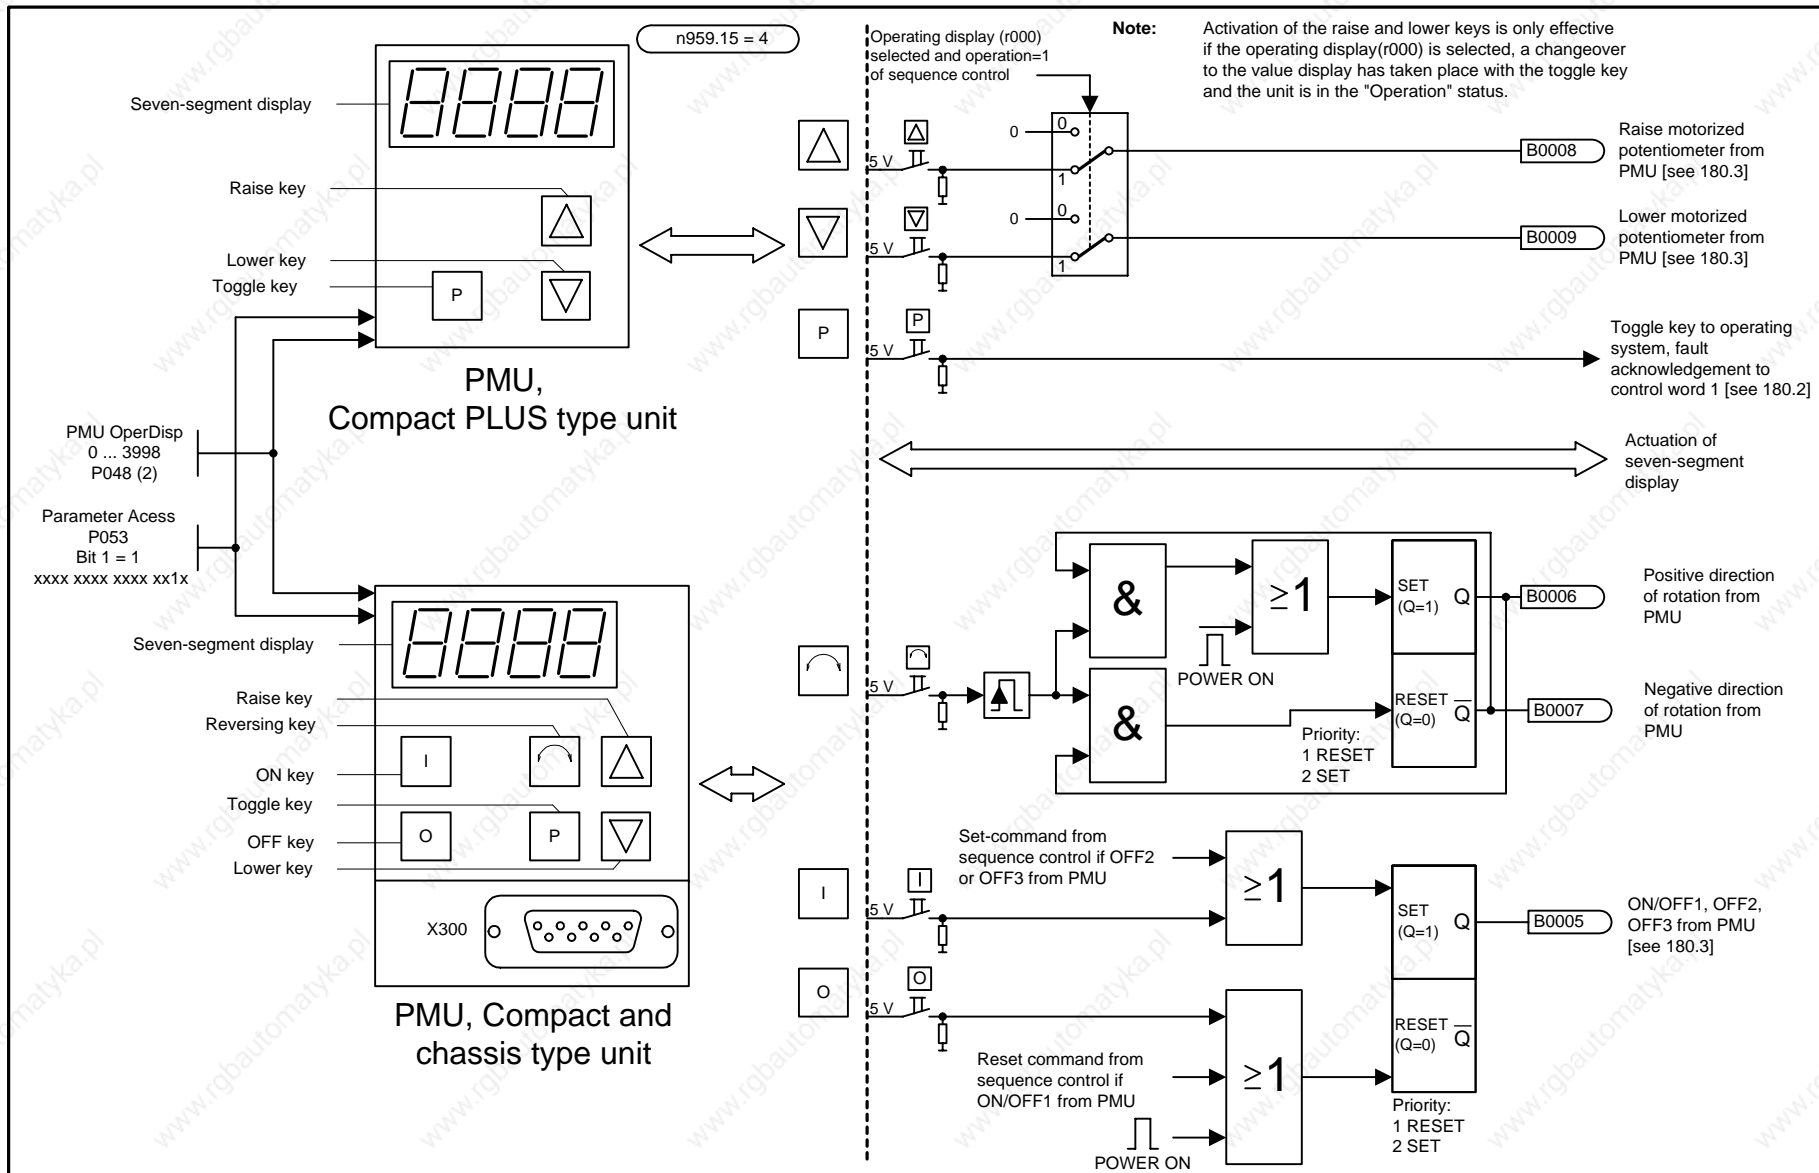 n959.15 = 4
Seven-segment display
Raise key
Lower key
Toggle key
P
PMU,
Compact PLUS type unit
PMU OperDisp
0 ... 3998
P048 (2)
Parameter Acess
P053
Bit 1 = 1
xxxx xxxx xxxx xx1x
Seven-segment display
Raise key
Reversing key
ON key
Toggle key
OFF key
Lower key
I
O
P
X300
PMU, Compact and
chassis type unit
Operating display (r000)
selected and operation=1
of sequence control
Note:
Activation of the raise and lower keys is only effective
if the operating display(r000) is selected, a changeover
to the value display has taken place with the toggle key
and the unit is in the "Operation" status.
5 V
0
0
1
B0008
Raise motorized
potentiometer from
PMU [see 180.3]
5 V
0
0
1
B0009
Lower motorized
potentiometer from
PMU [see 180.3]
P
P
5 V
Toggle key to operating
system, fault
acknowledgement to
control word 1 [see 180.2]
Actuation of
seven-segment
display
5 V
&
&
≥1
POWER ON
SET
(Q=1)
Q
RESET
(Q=0)
Q
Priority:
1 RESET
2 SET
B0006
Positive direction
of rotation from
PMU
B0007
Negative direction
of rotation from
PMU
Set-command from
sequence control if OFF2
or OFF3 from PMU
I
I
5 V
≥1
O
O
5 V
Reset command from
sequence control if
ON/OFF1 from PMU
POWER ON
≥1
SET
(Q=1)
Q
RESET
(Q=0)
Q
Priority:
1 RESET
2 SET
B0005
ON/OFF1, OFF2,
OFF3 from PMU
[see 180.3]
www.rgbautomatyka.pl